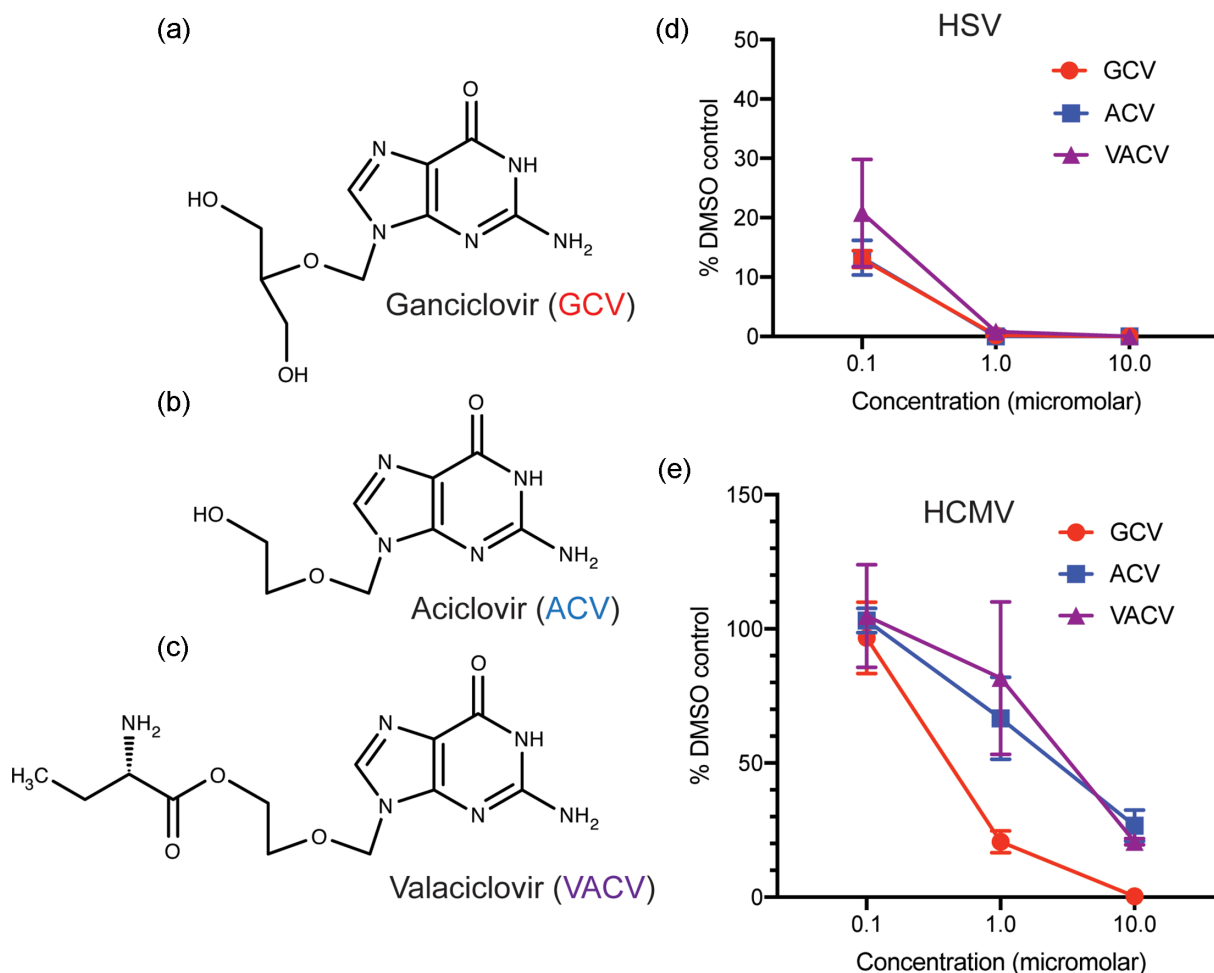 (a)
O
N
NH
HO
N
N
NH2
O
Ganciclovir (GCV)
OH
(b)
O
N
NH
HO
N
N
NH2
O
Aciclovir (ACV)
(c)
O
NH2
N
NH
H3C
O
N
N
NH2
O
O
Valaciclovir (VACV)
(d)
HSV
50
40
30
20
10
0
% DMSO control
GCV
ACV
VACV
0.1
1.0
10.0
Concentration (micromolar)
(e)
HCMV
150
100
50
0
% DMSO control
GCV
ACV
VACV
0.1
1.0
10.0
Concentration (micromolar)